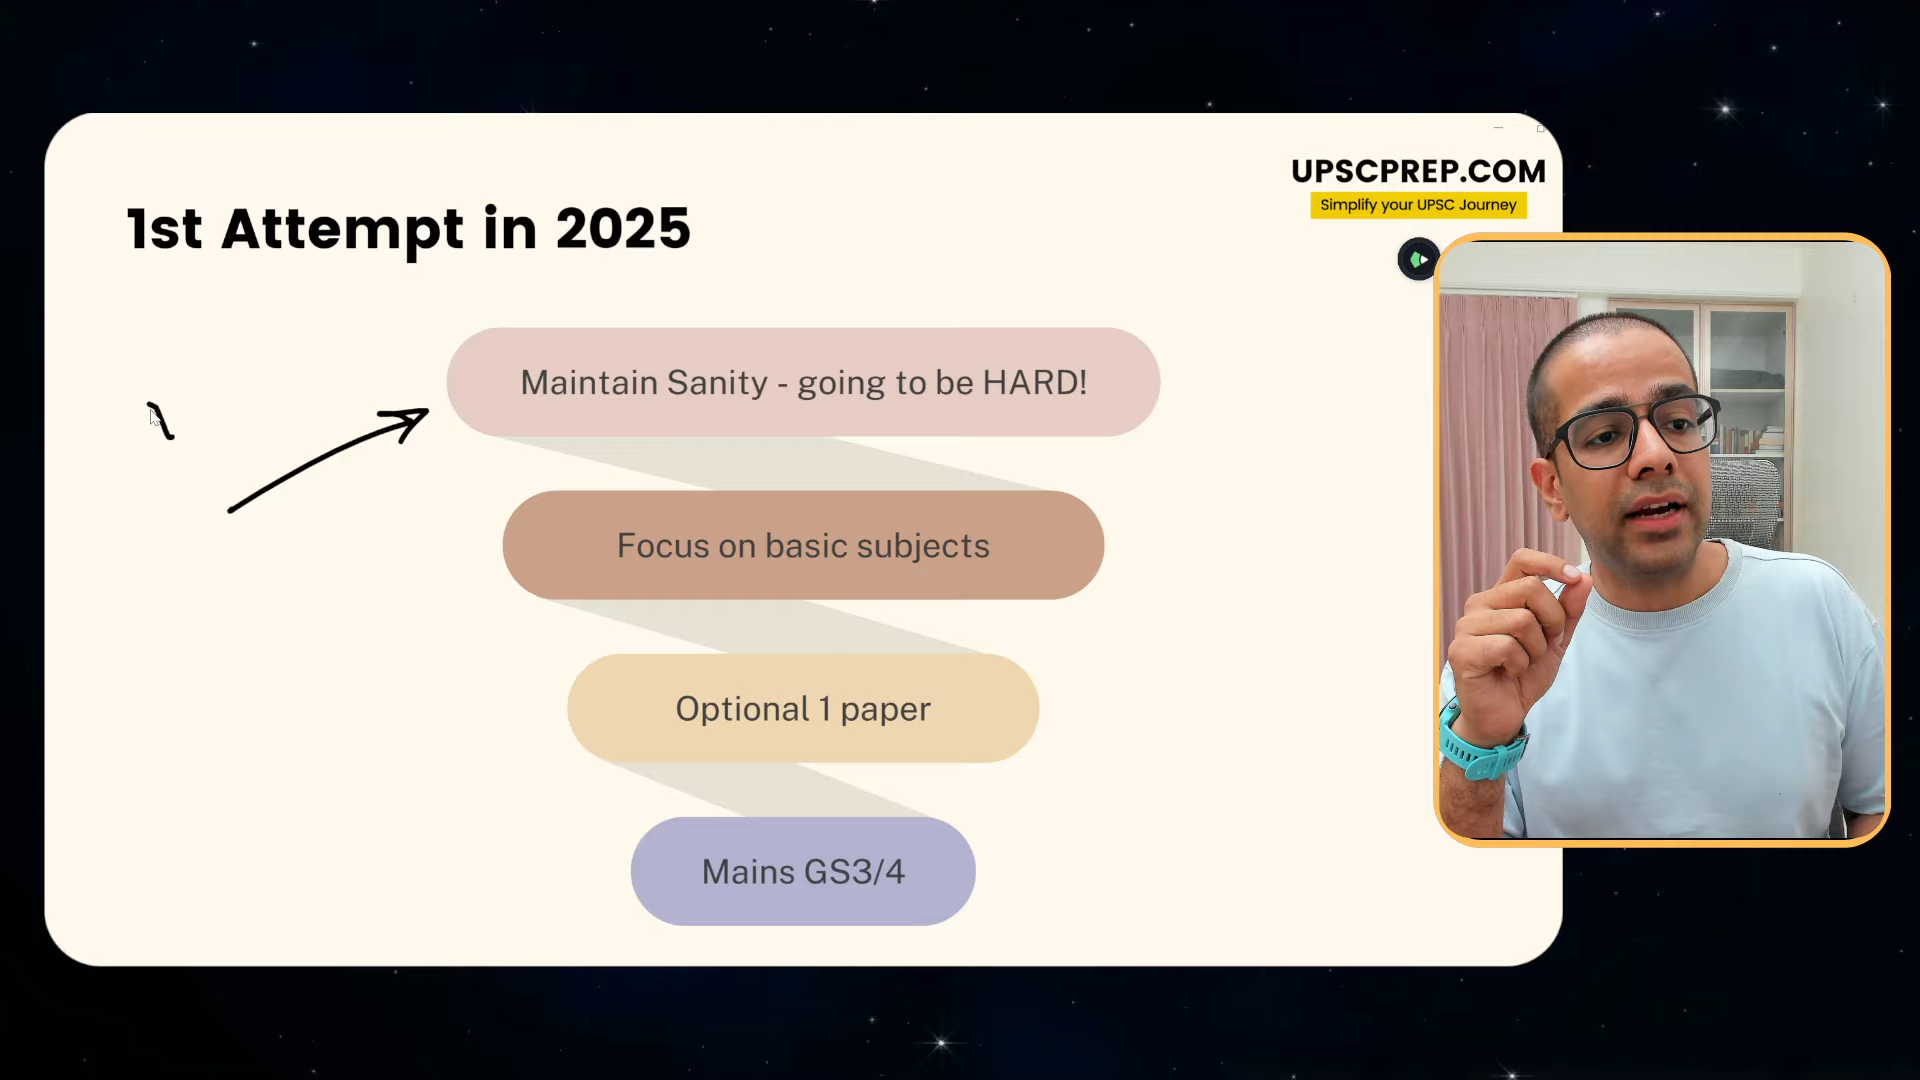 UPSCPREP.COM
Simplify your UPSC Journey
1st Attempt in 2025
Maintain Sanity - going to be HARD!
Focus on basic subjects
Optional 1 paper
Mains GS3/4